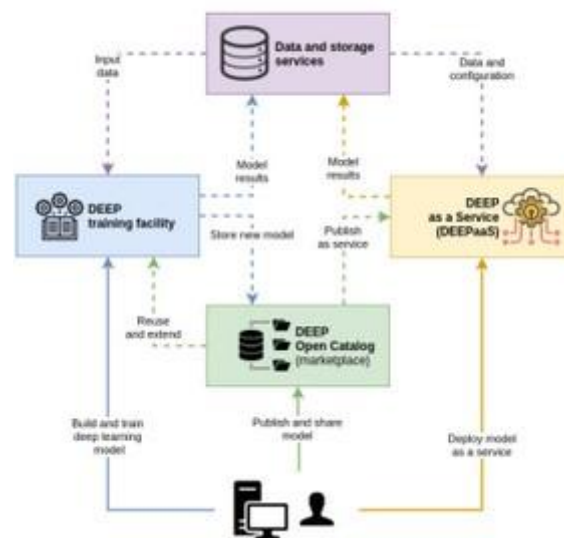 Data and storage
services
Input
data
Data and
configuration
Model
results
Model
results
DEEP
training facility
DEEP
as a Service
(DEEPaaS)
Store new model
Publish
as service
Reuse
and extend
DEEP
Open Catalog
(marketplace)
Build and train
deep learning
model
Publish and share
model
Deploy model
as a service